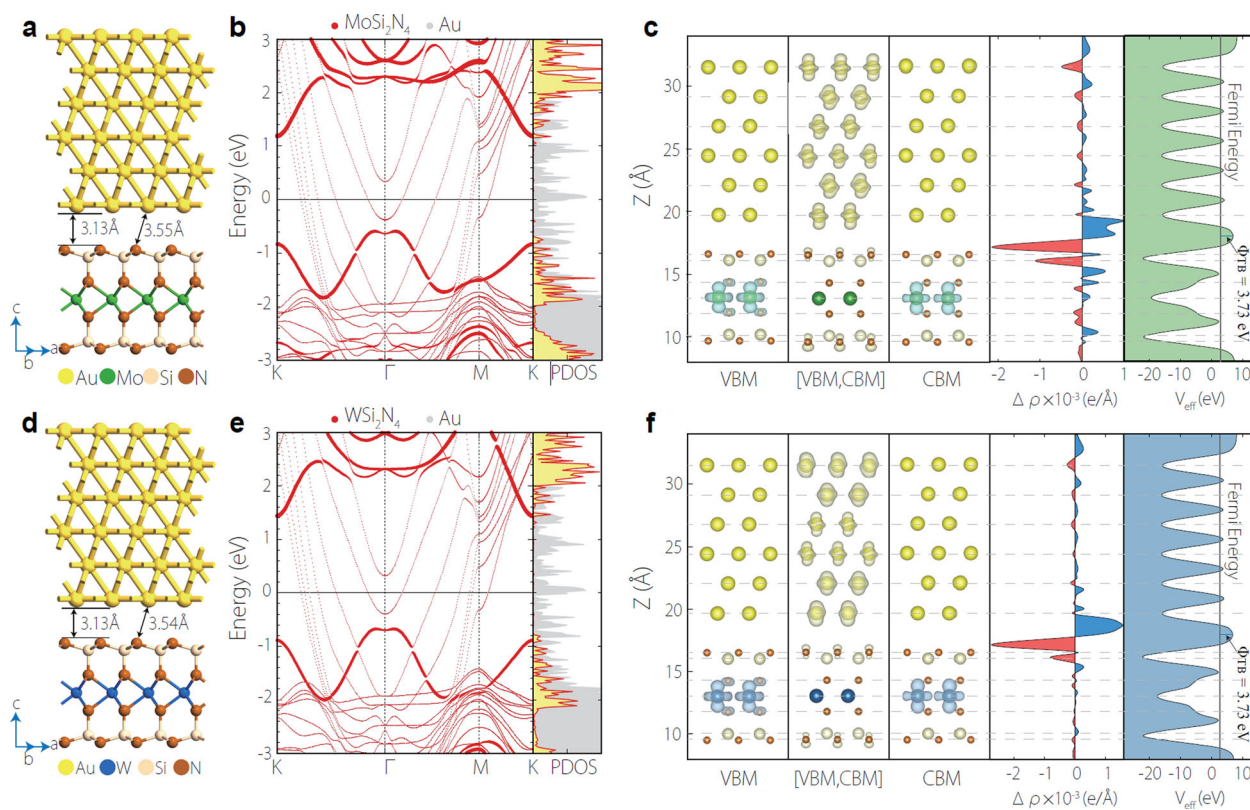 a
3.13Å
3.55Å
c
b
a
Au Mo Si N
b
MoSi₂N₄ Au
Energy (eV)
3
2
1
0
-1
-2
-3
K Γ M K PDOS
c
Z (Å)
30
25
20
15
10
VBM [VBM,CBM] CBM
-2 -1 0 1
Δ ρ ×10⁻³ (e/Å)
Fermi Energy
Φ_TB = 3.73 eV
-20 -10 0 10
V_eff (eV)
d
3.13Å
3.54Å
c
b
a
Au W Si N
e
WSi₂N₄ Au
Energy (eV)
3
2
1
0
-1
-2
-3
K Γ M K PDOS
f
Z (Å)
30
25
20
15
10
VBM [VBM,CBM] CBM
-2 -1 0 1
Δ ρ ×10⁻³ (e/Å)
Fermi Energy
Φ_TB = 3.73 eV
-20 -10 0 10
V_eff (eV)